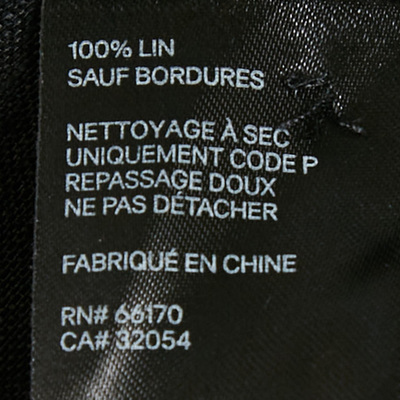 100% LIN
SAUF BORDURES
NETTOYAGE À SEC
UNIQUEMENT CODE P
REPASSAGE DOUX
NE PAS DÉTACHER
FABRIQUÉ EN CHINE
RN# 66170
CA# 32054